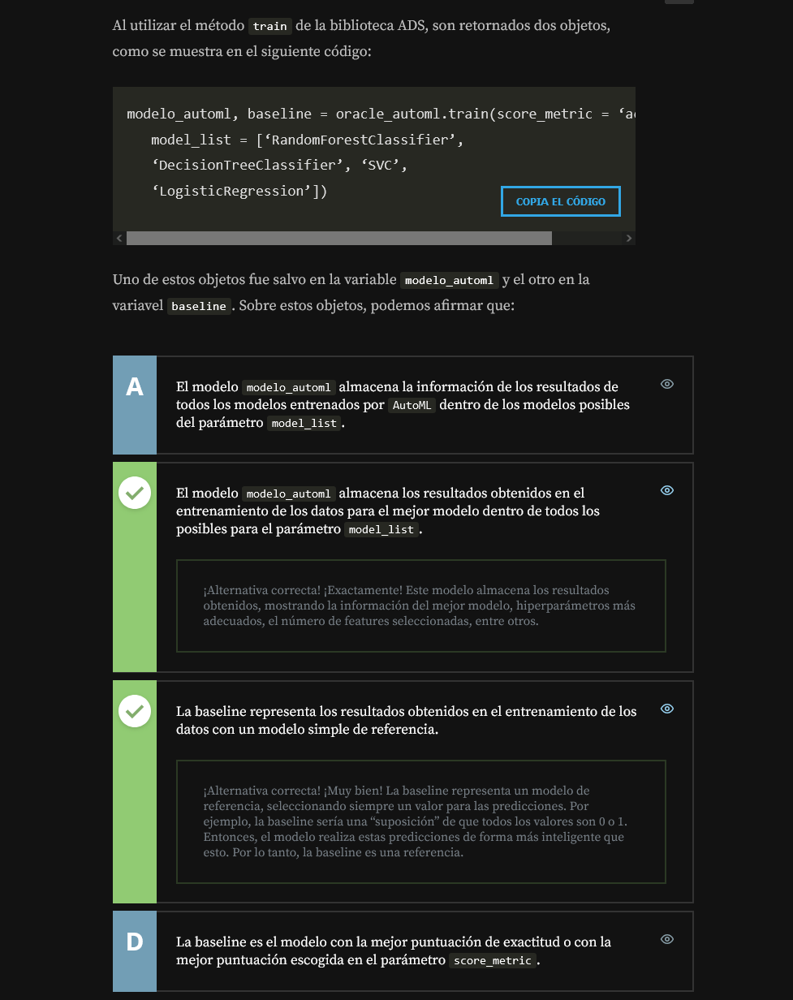 Al utilizar el método train de la biblioteca ADS, son retornados dos objetos,
como se muestra en el siguiente código:
modelo_automl, baseline = oracle_automl.train(score_metric = ‘a
model_list = [‘RandomForestClassifier’,
‘DecisionTreeClassifier’, ‘SVC’,
‘LogisticRegression’])
COPIA EL CÓDIGO
Uno de estos objetos fue salvo en la variable modelo_automl y el otro en la
variavel baseline . Sobre estos objetos, podemos afirmar que:
A
El modelo modelo_automl almacena la información de los resultados de
todos los modelos entrenados por AutoML dentro de los modelos posibles
del parámetro model_list .
El modelo modelo_automl almacena los resultados obtenidos en el
entrenamiento de los datos para el mejor modelo dentro de todos los
posibles para el parámetro model_list .
¡Alternativa correcta! ¡Exactamente! Este modelo almacena los resultados
obtenidos, mostrando la información del mejor modelo, hiperparámetros más
adecuados, el número de features seleccionadas, entre otros.
La baseline representa los resultados obtenidos en el entrenamiento de los
datos con un modelo simple de referencia.
¡Alternativa correcta! ¡Muy bien! La baseline representa un modelo de
referencia, seleccionando siempre un valor para las predicciones. Por
ejemplo, la baseline sería una “suposición” de que todos los valores son 0 o 1.
Entonces, el modelo realiza estas predicciones de forma más inteligente que
esto. Por lo tanto, la baseline es una referencia.
D
La baseline es el modelo con la mejor puntuación de exactitud o con la
mejor puntuación escogida en el parámetro score_metric .